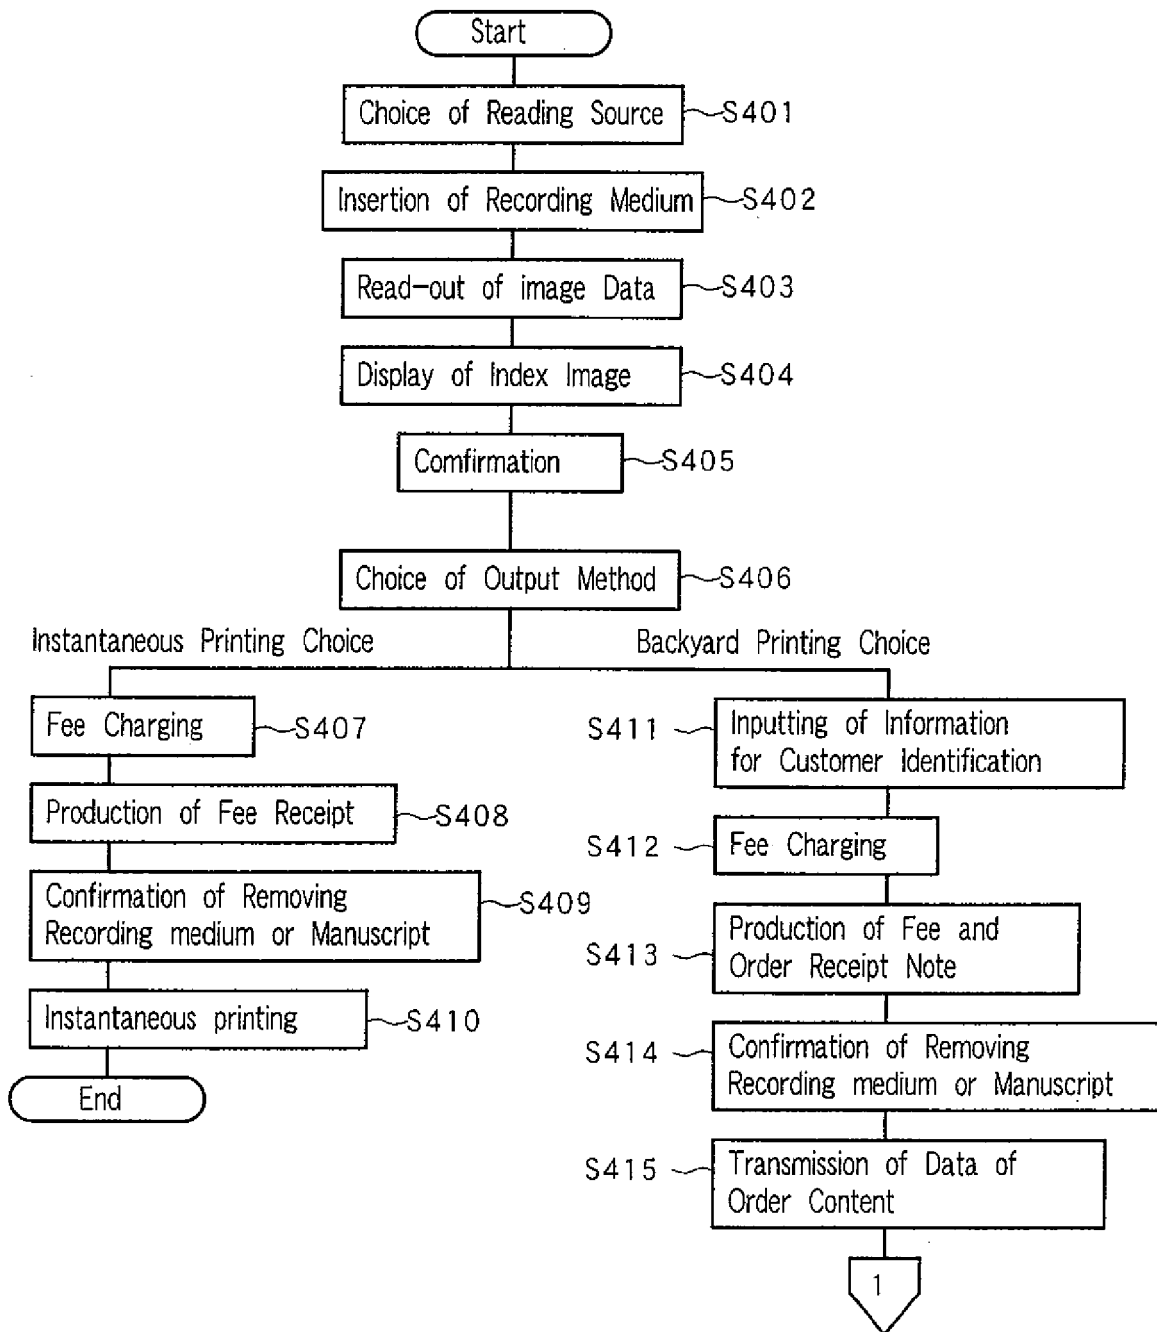 Start
Choice of Reading Source
S401
Insertion of Recording Medium
S402
Read-out of image Data
S403
Display of Index Image
S404
Comfirmation
S405
Choice of Output Method
S406
Instantaneous Printing Choice
Fee Charging
S407
Production of Fee Receipt
S408
Confirmation of Removing
Recording medium or Manuscript
S409
Instantaneous printing
S410
End
Backyard Printing Choice
S411
Inputting of Information
for Customer Identification
S412
Fee Charging
S413
Production of Fee and
Order Receipt Note
S414
Confirmation of Removing
Recording medium or Manuscript
S415
Transmission of Data of
Order Content
1